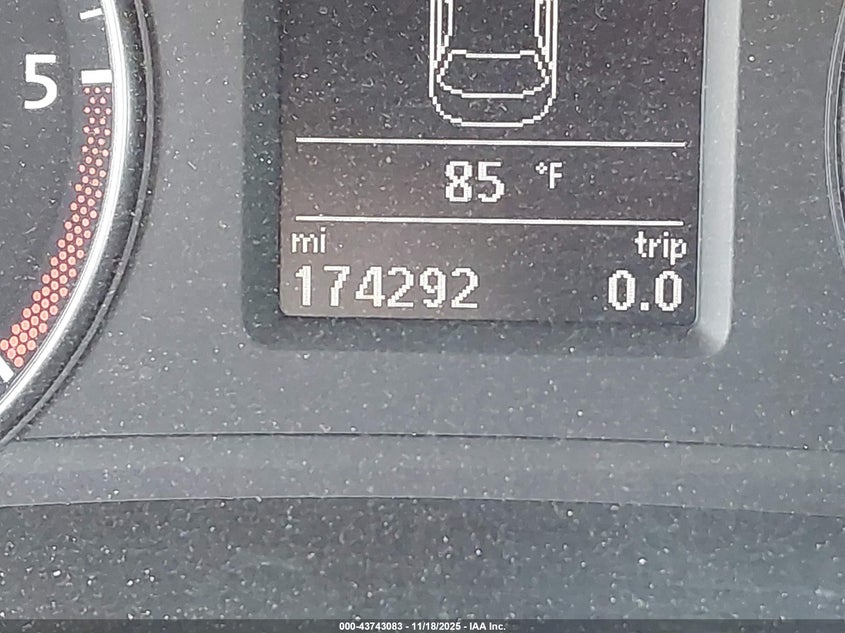 5
85 °F
mi trip
174292 0.0
000-43743083 - 11/18/2025 - IAA Inc.